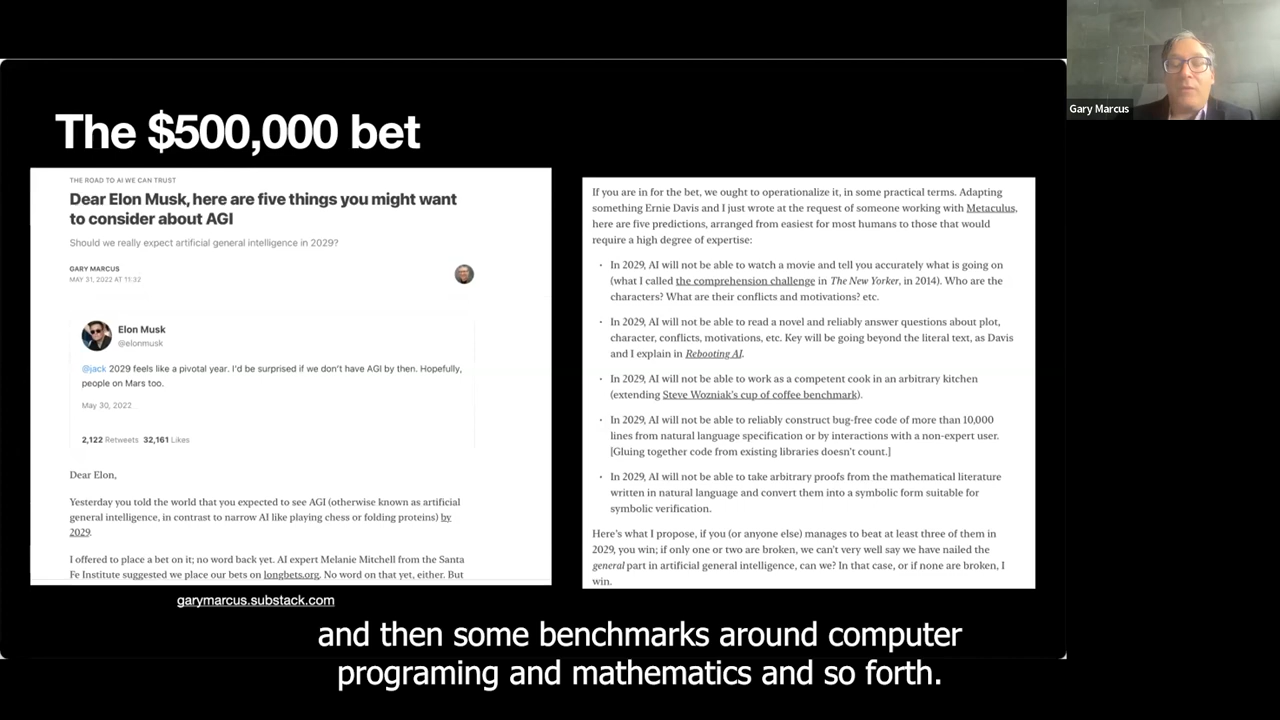 The $500,000 bet
THE ROAD TO AI WE CAN TRUST
Dear Elon Musk, here are five things you might want
to consider about AGI
Should we really expect artificial general intelligence in 2029?
GARY MARCUS
MAY 31, 2022 AT 11:32
Elon Musk
@elonmusk
@jack 2029 feels like a pivotal year. I'd be surprised if we don't have AGI by then. Hopefully,
people on Mars too.
May 30, 2022
2,122 Retweets 32,161 Likes
Dear Elon,
Yesterday you told the world that you expected to see AGI (otherwise known as artificial
general intelligence, in contrast to narrow AI like playing chess or folding proteins) by
2029.
I offered to place a bet on it; no word back yet. AI expert Melanie Mitchell from the Santa
Fe Institute suggested we place our bets on longbets.org. No word on that yet, either. But
garymarcus.substack.com
If you are in for the bet, we ought to operationalize it, in some practical terms. Adapting
something Ernie Davis and I just wrote at the request of someone working with Metaculus,
here are five predictions, arranged from easiest for most humans to those that would
require a high degree of expertise:
· In 2029, AI will not be able to watch a movie and tell you accurately what is going on
(what I called the comprehension challenge in The New Yorker, in 2014). Who are the
characters? What are their conflicts and motivations? etc.
· In 2029, AI will not be able to read a novel and reliably answer questions about plot,
character, conflicts, motivations, etc. Key will be going beyond the literal text, as Davis
and I explain in Rebooting AI.
· In 2029, AI will not be able to work as a competent cook in an arbitrary kitchen
(extending Steve Wozniak's cup of coffee benchmark).
· In 2029, AI will not be able to reliably construct bug-free code of more than 10,000
lines from natural language specification or by interactions with a non-expert user.
[Gluing together code from existing libraries doesn't count.]
· In 2029, AI will not be able to take arbitrary proofs from the mathematical literature
written in natural language and convert them into a symbolic form suitable for
symbolic verification.
Here's what I propose, if you (or anyone else) manages to beat at least three of them in
2029, you win; if only one or two are broken, we can't very well say we have nailed the
general part in artificial general intelligence, can we? In that case, or if none are broken, I
win.
Gary Marcus
and then some benchmarks around computer
programing and mathematics and so forth.